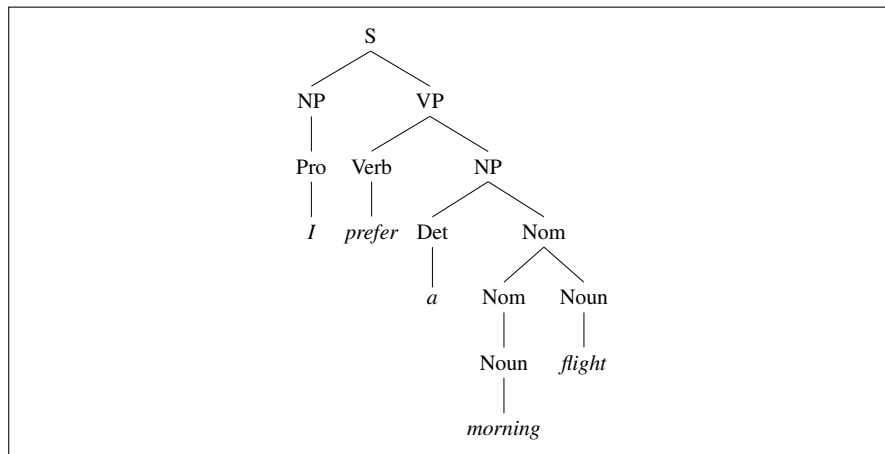 S
NP VP
Pro Verb NP
I prefer Det Nom
a Nom Noun
Noun flight
morning